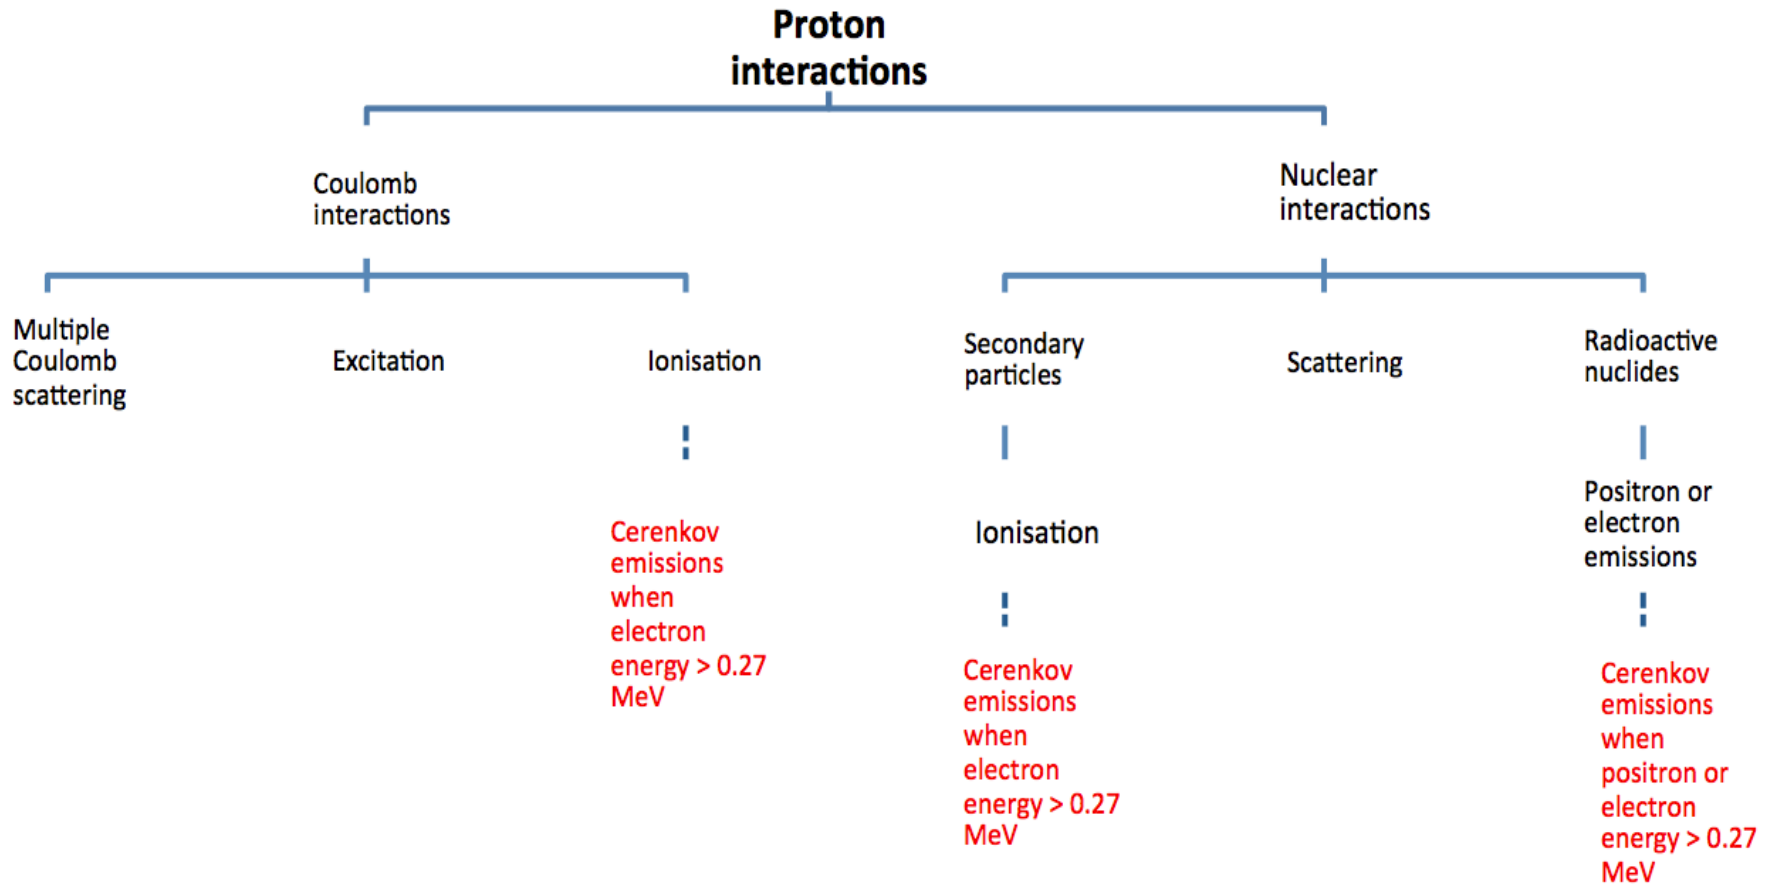 Proton
interactions
Coulomb
interactions
Nuclear
interactions
Multiple
Coulomb
scattering
Excitation
Ionisation
Secondary
particles
Scattering
Radioactive
nuclides
Cerenkov
emissions
when
electron
energy > 0.27
MeV
Ionisation
Positron or
electron
emissions
Cerenkov
emissions
when
electron
energy > 0.27
MeV
Cerenkov
emissions
when
positron or
electron
energy > 0.27
MeV